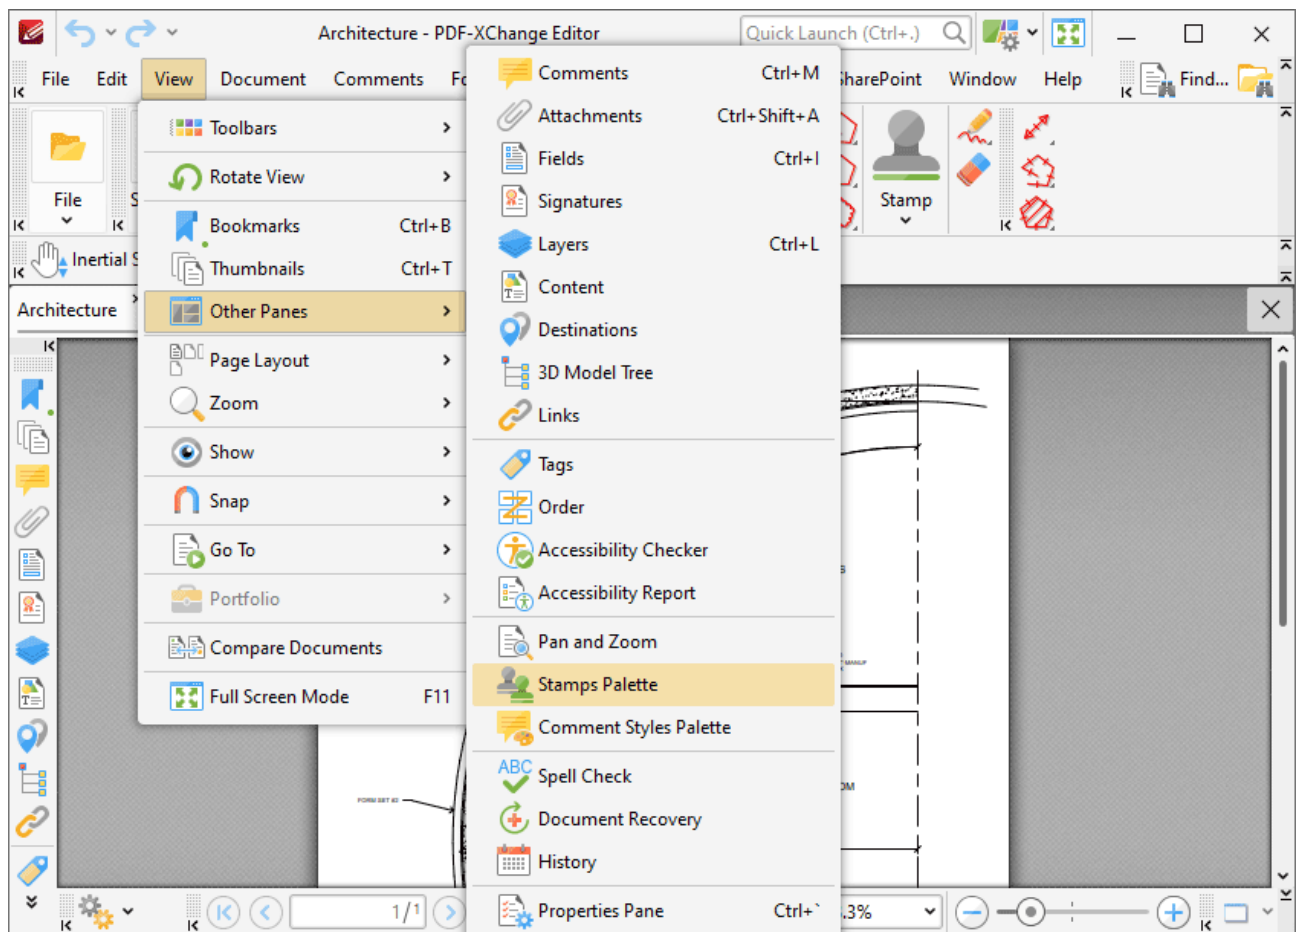 Architecture - PDF-XChange Editor
Quick Launch (Ctrl+.)
File Edit View Document Comments SharePoint Window Help Find...
File
Stamp
Inertial
Architecture
Toolbars
Rotate View
Bookmarks Ctrl+B
Thumbnails Ctrl+T
Other Panes
Page Layout
Zoom
Show
Snap
Go To
Portfolio
Compare Documents
Full Screen Mode F11
Comments Ctrl+M
Attachments Ctrl+Shift+A
Fields Ctrl+I
Signatures
Layers Ctrl+L
Content
Destinations
3D Model Tree
Links
Tags
Order
Accessibility Checker
Accessibility Report
Pan and Zoom
Stamps Palette
Comment Styles Palette
ABC
Spell Check
Document Recovery
History
Properties Pane Ctrl+`
FORM SET #2
1/1
.3%